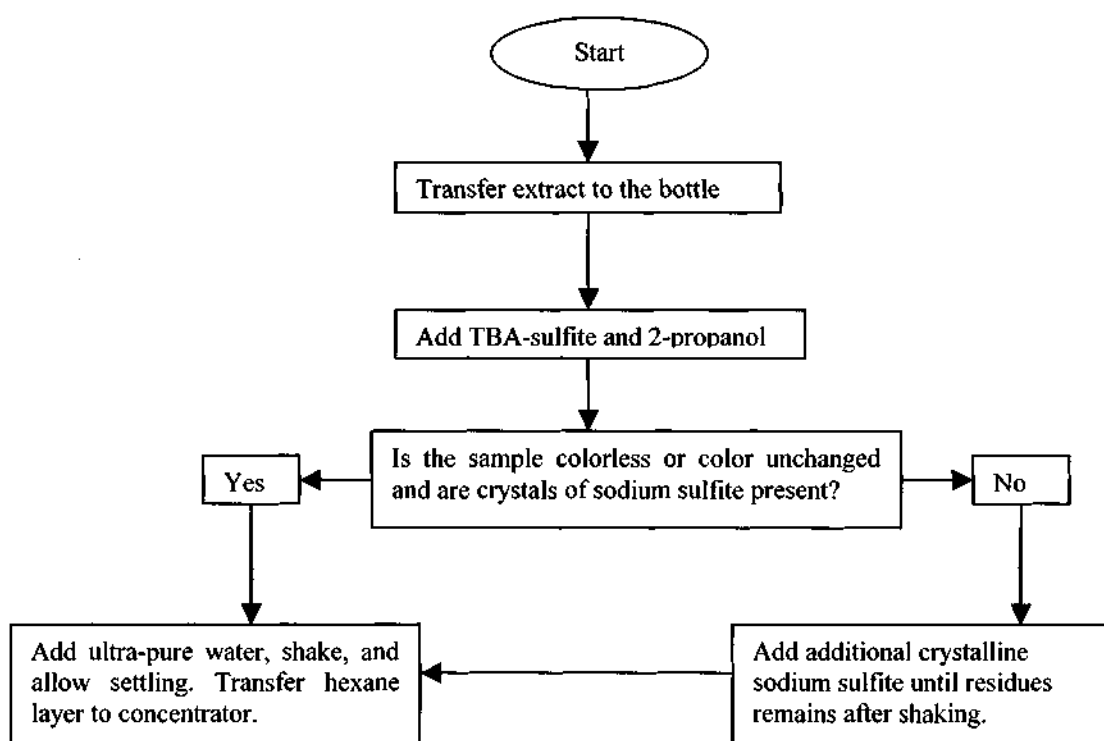 Start
Transfer extract to the bottle
Add TBA-sulfite and 2-propanol
Is the sample colorless or color unchanged
and are crystals of sodium sulfite present?
Yes
No
Add ultra-pure water, shake, and
allow settling. Transfer hexane
layer to concentrator.
Add additional crystalline
sodium sulfite until residues
remains after shaking.